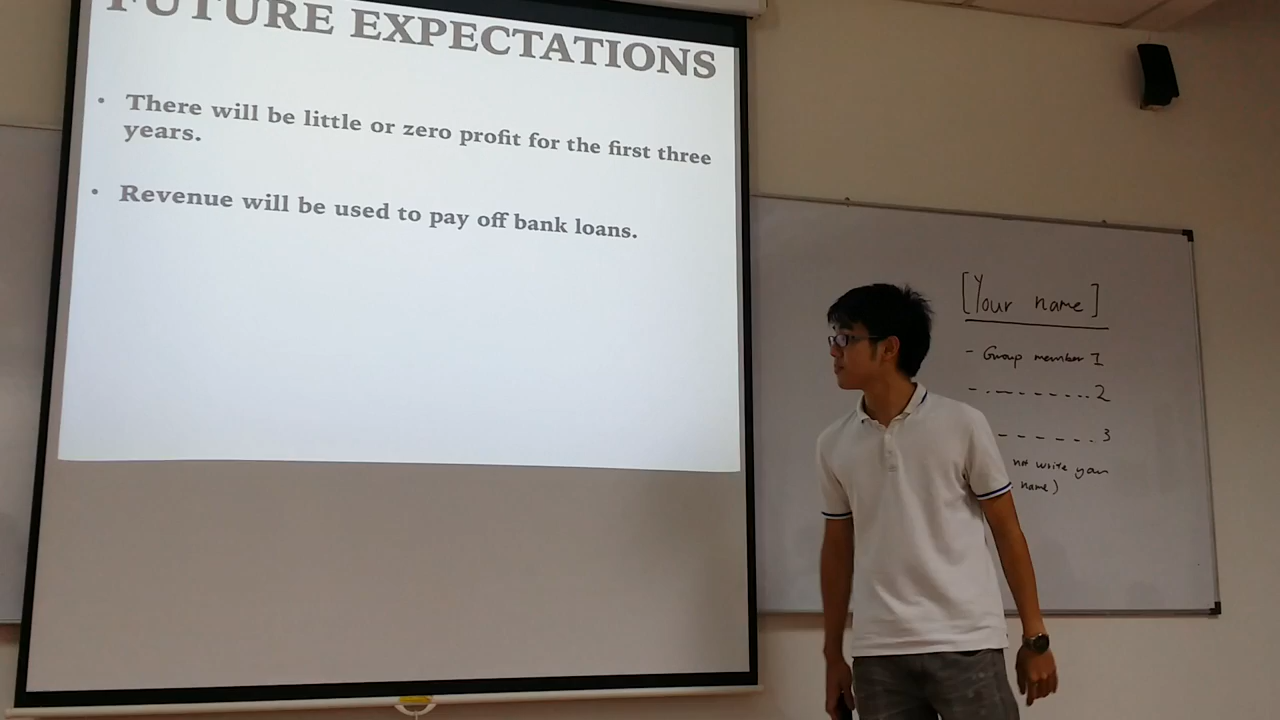 FUTURE EXPECTATIONS
• There will be little or zero profit for the first three
years.
• Revenue will be used to pay off bank loans.
[Your name]
- Group member 1
- - - - - - - - - 2
- - - - - - 3
not write your
name)